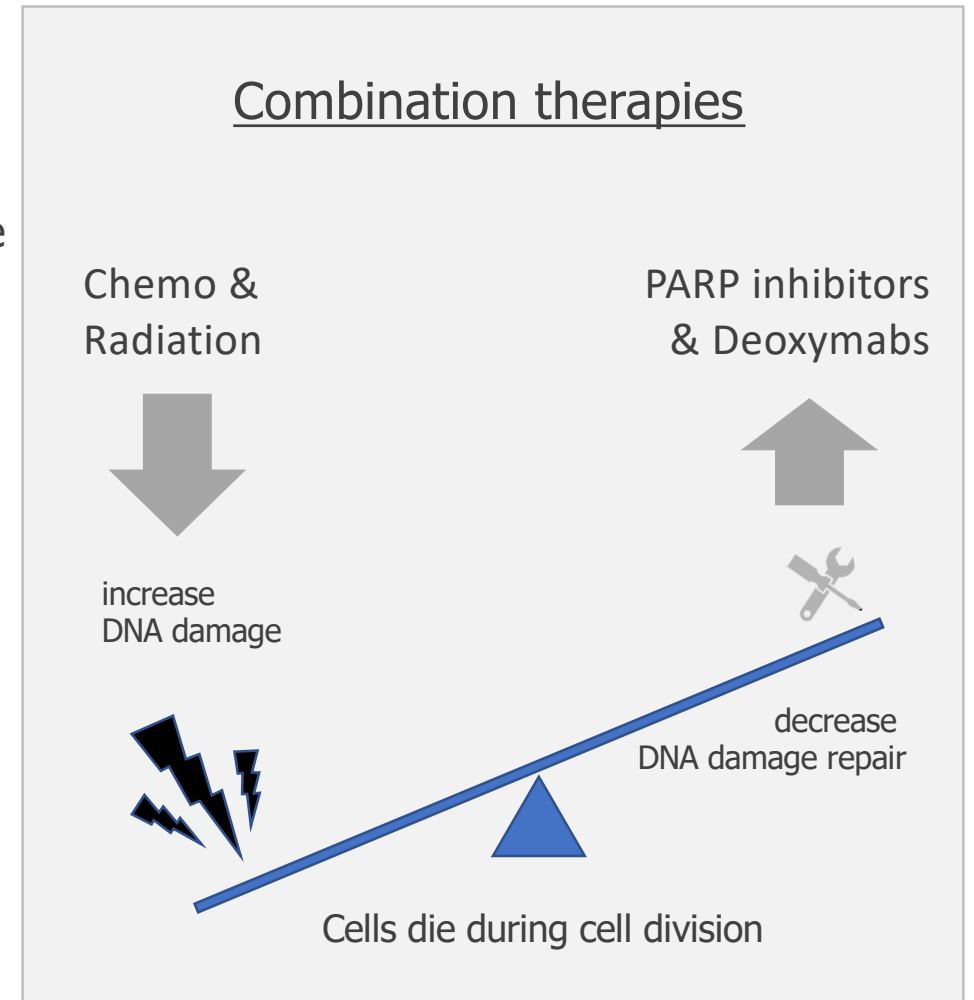 Combination therapies
e
Chemo &
Radiation
PARP inhibitors
& Deoxymabs
increase
DNA damage
decrease
DNA damage repair
Cells die during cell division